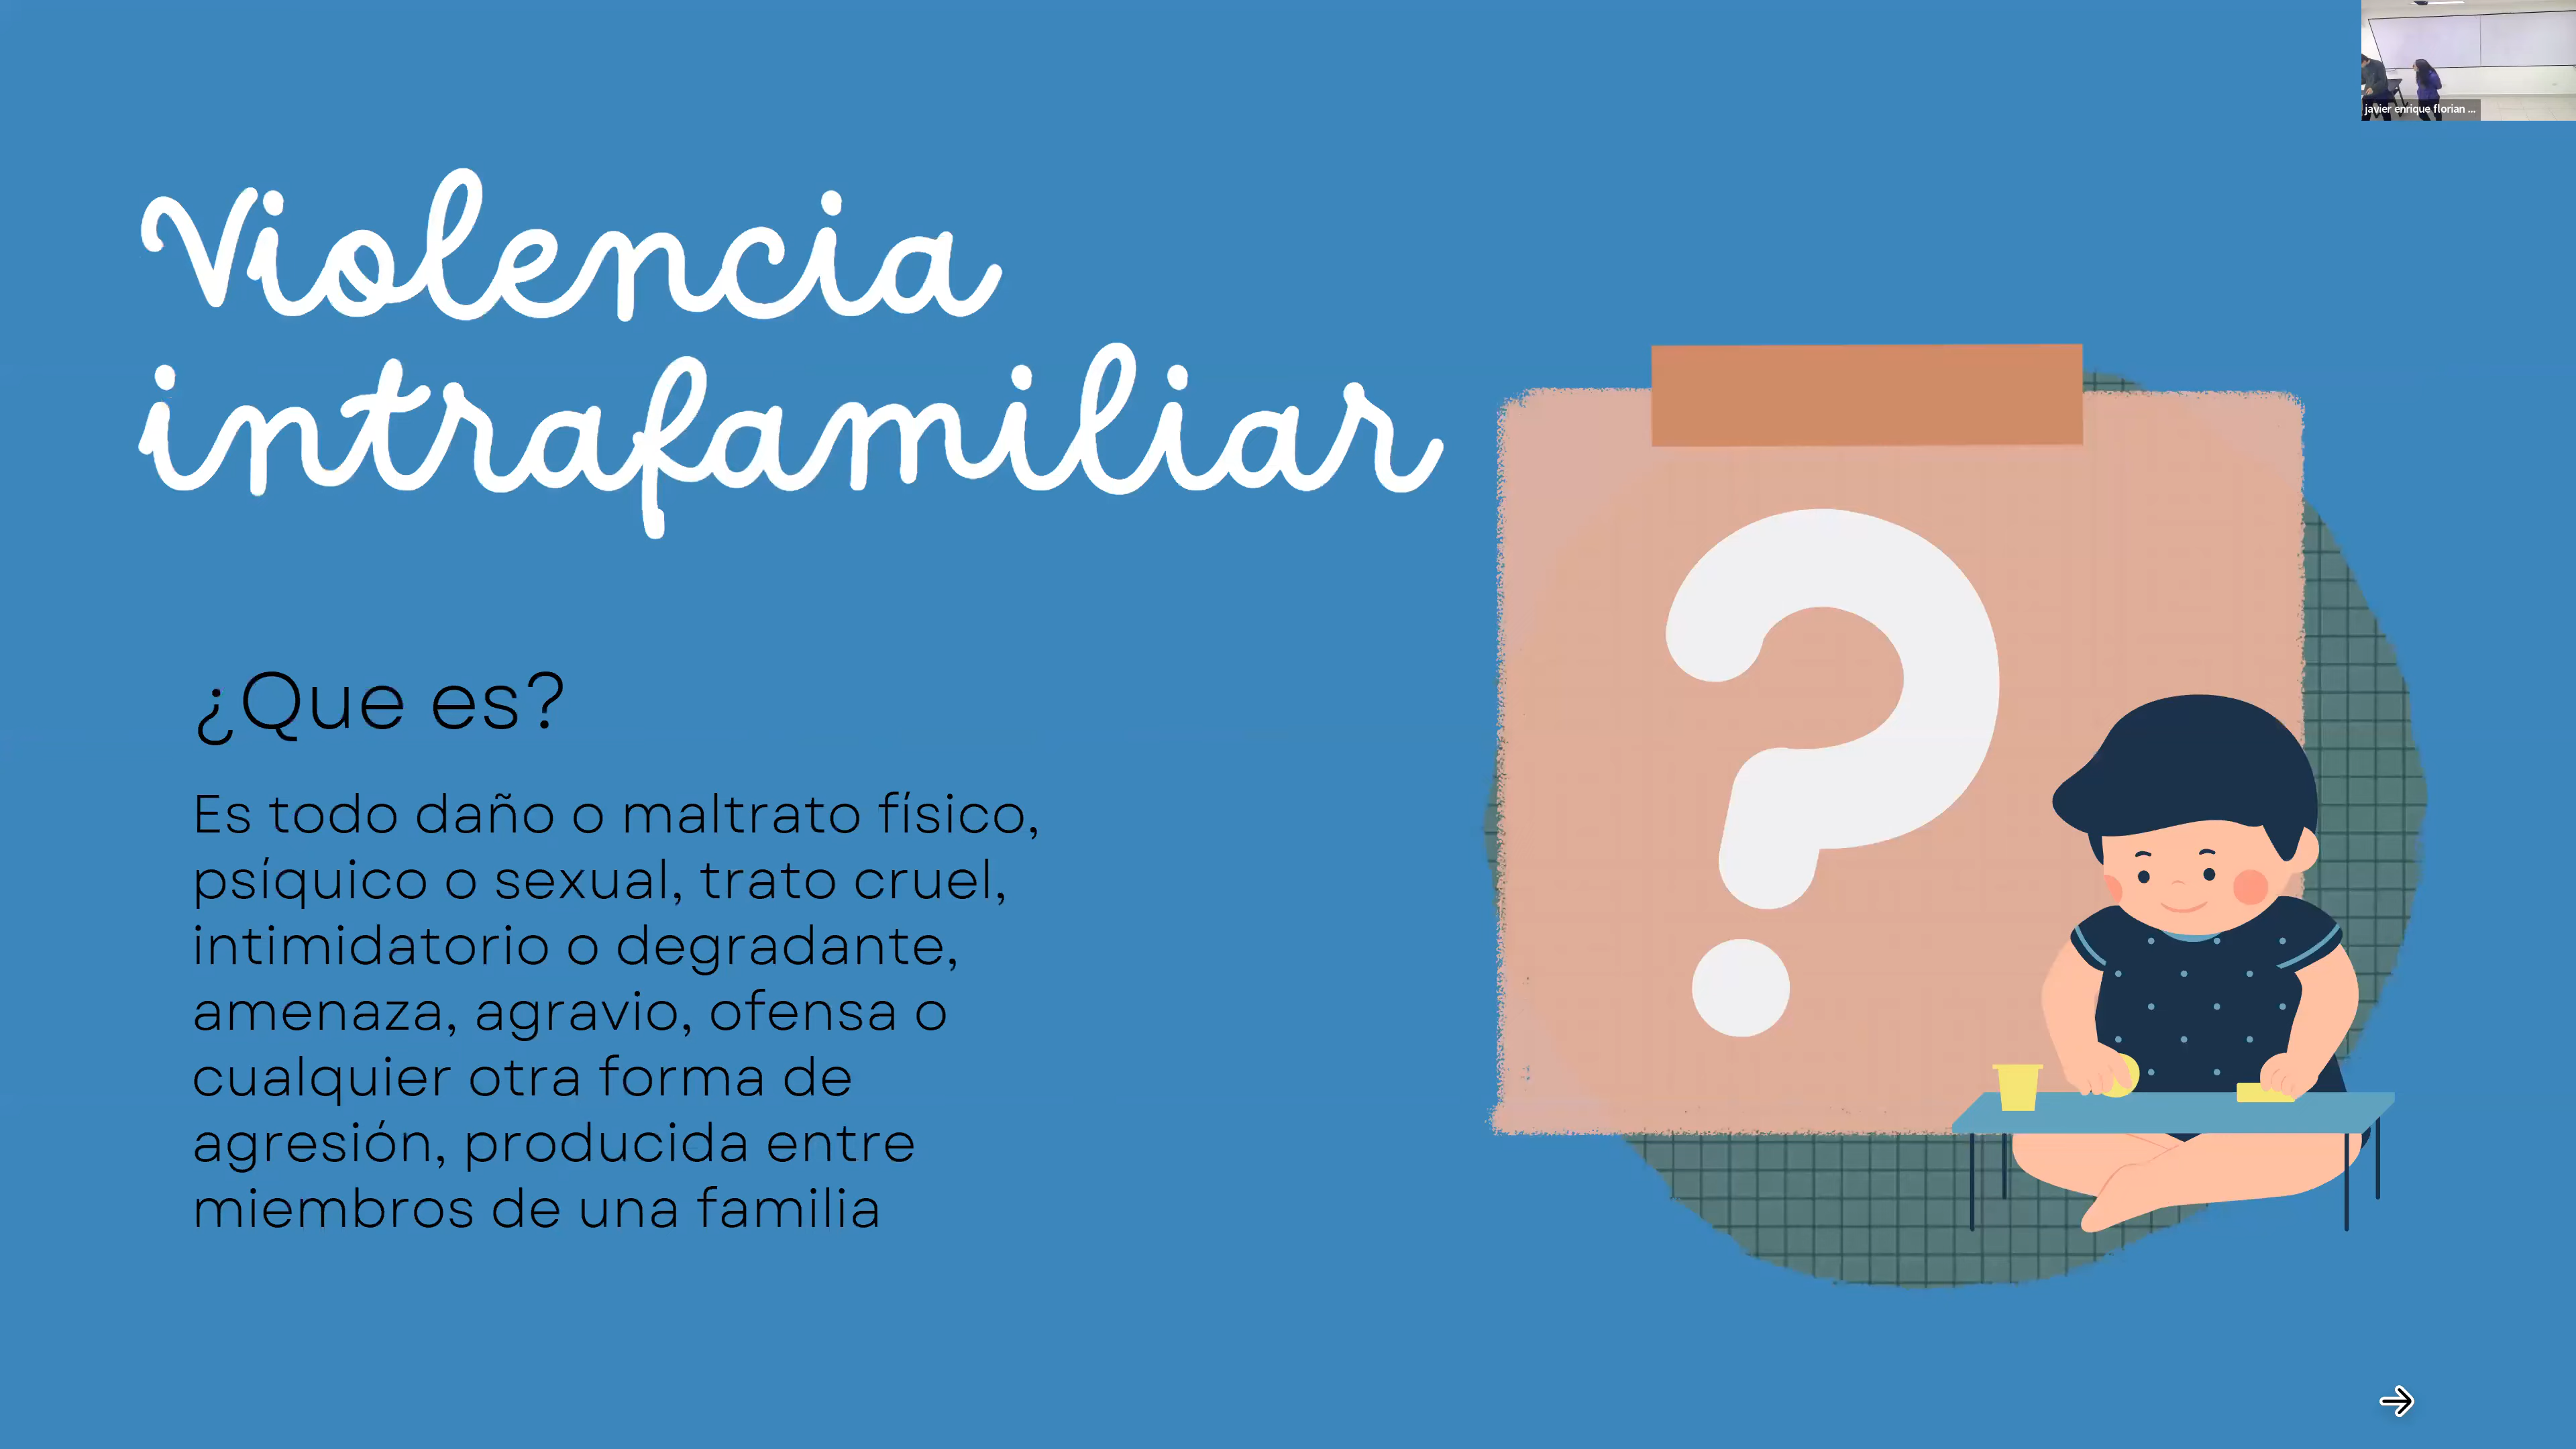 javier enrique florian ...
Violencia
intrafamiliar
¿Que es?
Es todo daño o maltrato físico,
psíquico o sexual, trato cruel,
intimidatorio o degradante,
amenaza, agravio, ofensa o
cualquier otra forma de
agresión, producida entre
miembros de una familia